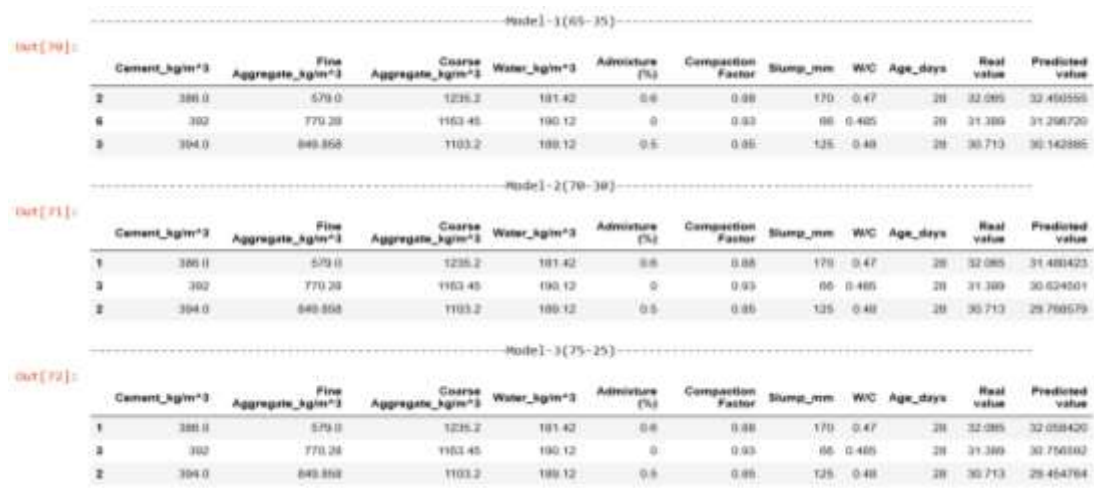 Model-1(65-35)
Out[70]:
Cement_kg/m^3 Fine Aggregate_kg/m^3 Coarse Aggregate_kg/m^3 Water_kg/m^3 Admixture (%) Compaction Factor Slump_mm W/C Age_days Real value Predicted value
2 386.0 579.0 1235.2 181.42 0.6 0.88 170 0.47 28 32.065 32.450555
6 392 770.28 1163.45 190.12 0 0.93 66 0.485 28 31.389 31.296720
3 394.0 849.858 1103.2 189.12 0.5 0.85 125 0.48 28 30.713 30.142885
Model-2(70-30)
Out[71]:
Cement_kg/m^3 Fine Aggregate_kg/m^3 Coarse Aggregate_kg/m^3 Water_kg/m^3 Admixture (%) Compaction Factor Slump_mm W/C Age_days Real value Predicted value
1 386.0 579.0 1235.2 181.42 0.6 0.88 170 0.47 28 32.065 31.480423
3 392 770.28 1163.45 190.12 0 0.93 66 0.485 28 31.389 30.624501
2 394.0 849.858 1103.2 189.12 0.5 0.85 125 0.48 28 30.713 29.768579
Model-3(75-25)
Out[72]:
Cement_kg/m^3 Fine Aggregate_kg/m^3 Coarse Aggregate_kg/m^3 Water_kg/m^3 Admixture (%) Compaction Factor Slump_mm W/C Age_days Real value Predicted value
1 386.0 579.0 1235.2 181.42 0.6 0.88 170 0.47 28 32.065 32.058420
3 392 770.28 1163.45 190.12 0 0.93 66 0.485 28 31.389 30.756592
2 394.0 849.858 1103.2 189.12 0.5 0.85 125 0.48 28 30.713 29.454764